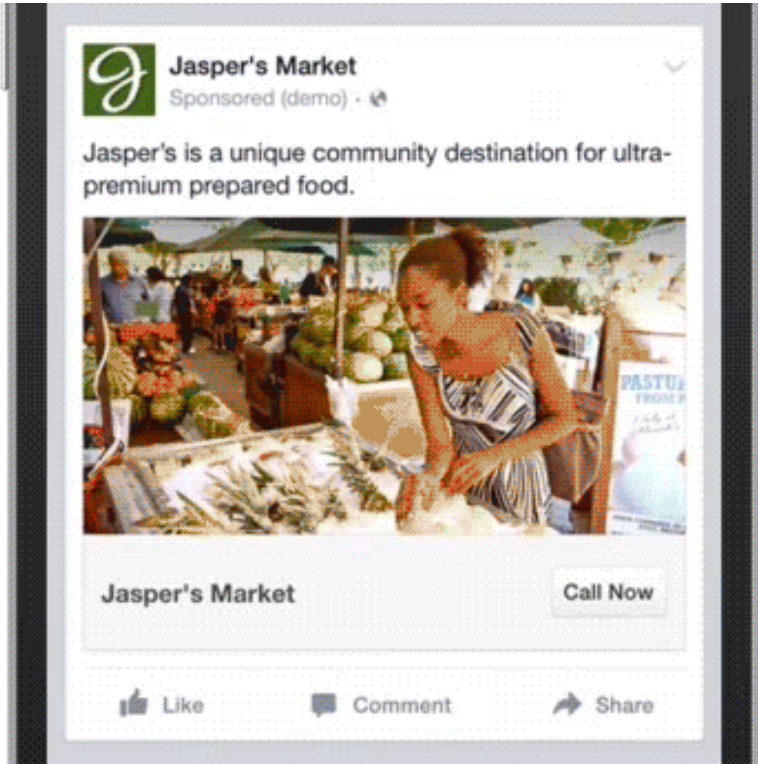 Jasper's Market
Sponsored (demo) ·
Jasper's is a unique community destination for ultra-
premium prepared food.
FROM
Jasper's Market
Call Now
Like
Comment
Share